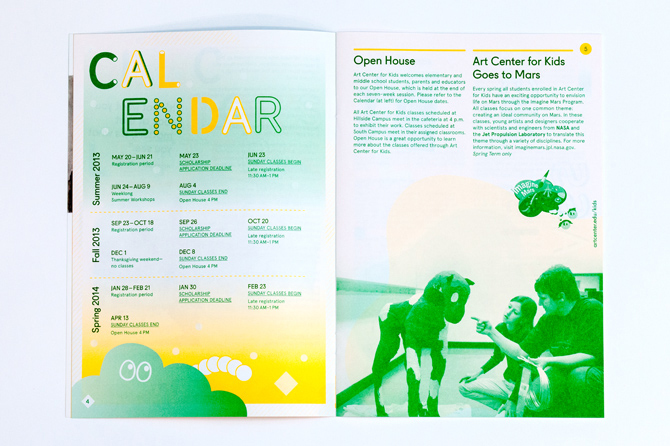 CAL
ENDAR
Summer 2013
MAY 20–JUN 21
Registration period
MAY 23
SCHOLARSHIP
APPLICATION DEADLINE
JUN 23
SUNDAY CLASSES BEGIN
Late registration
11:30 AM–1 PM
JUN 24–AUG 9
Weeklong
Summer Workshops
AUG 4
SUNDAY CLASSES END
Open House 4 PM
Fall 2013
SEP 23–OCT 18
Registration period
SEP 26
SCHOLARSHIP
APPLICATION DEADLINE
OCT 20
SUNDAY CLASSES BEGIN
Late registration
11:30 AM–1 PM
DEC 1
Thanksgiving weekend—
no classes
DEC 8
SUNDAY CLASSES END
Open House 4 PM
Spring 2014
JAN 28–FEB 21
Registration period
JAN 30
SCHOLARSHIP
APPLICATION DEADLINE
FEB 23
SUNDAY CLASSES BEGIN
Late registration
11:30 AM–1 PM
APR 13
SUNDAY CLASSES END
Open House 4 PM
4
Open House
Art Center for Kids welcomes elementary and
middle school students, parents and educators
to our Open House, which is held at the end of
each seven-week session. Please refer to the
Calendar (at left) for Open House dates.
All Art Center for Kids classes scheduled at
Hillside Campus meet in the cafeteria at 4 p.m.
to exhibit their work. Classes scheduled at
South Campus meet in their assigned classrooms.
Open House is a great opportunity to learn
more about the classes offered through Art
Center for Kids.
5
Art Center for Kids
Goes to Mars
Every spring all students enrolled in Art Center
for Kids have an exciting opportunity to envision
life on Mars through the Imagine Mars Program.
All classes focus on one common theme:
creating an ideal community on Mars. In these
classes, young artists and designers cooperate
with scientists and engineers from NASA and
the Jet Propulsion Laboratory to translate this
theme through a variety of disciplines. For more
information, visit imaginemars.jpl.nasa.gov.
Spring Term only
Imagine
Mars
artcenter.edu/kids